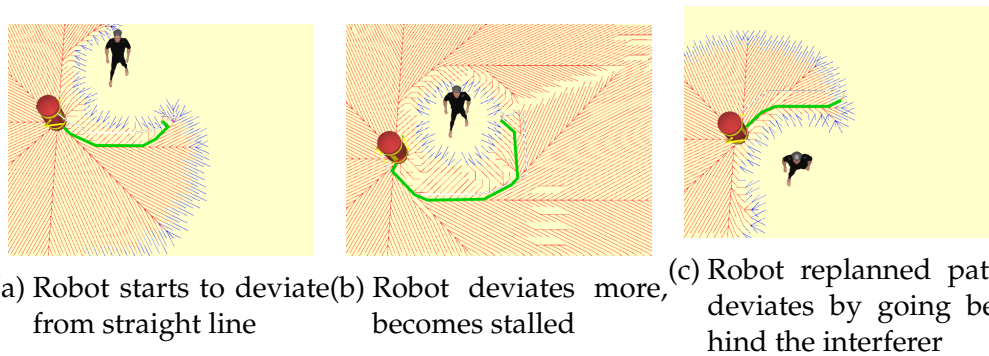 a) Robot starts to deviate
from straight line
(b) Robot deviates more,
becomes stalled
(c) Robot replanned pat
deviates by going be
hind the interferer